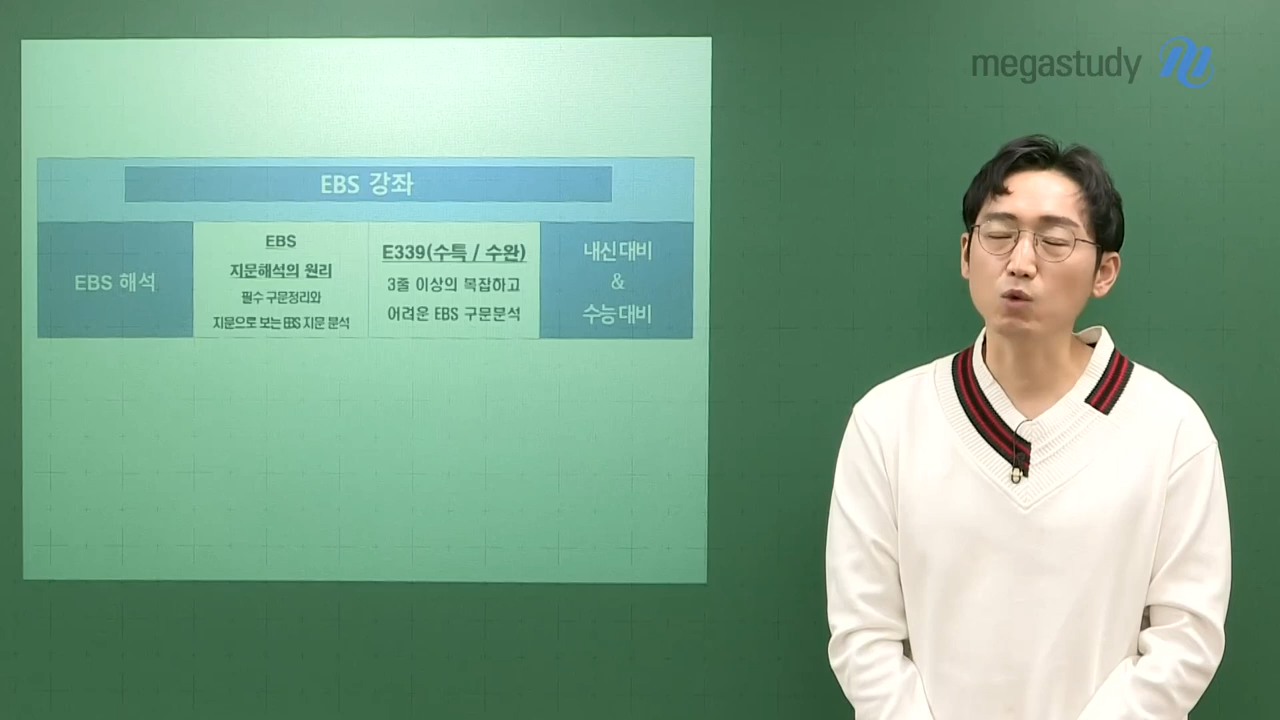 megastudy
EBS 강좌
EBS 해석
EBS
지문해석의 원리
필수 구문정리와
지문으로 보는 EBS 지문 분석
E339(수특 / 수완)
3줄 이상의 복잡하고
어려운 EBS 구문분석
내신 대비
&
수능 대비